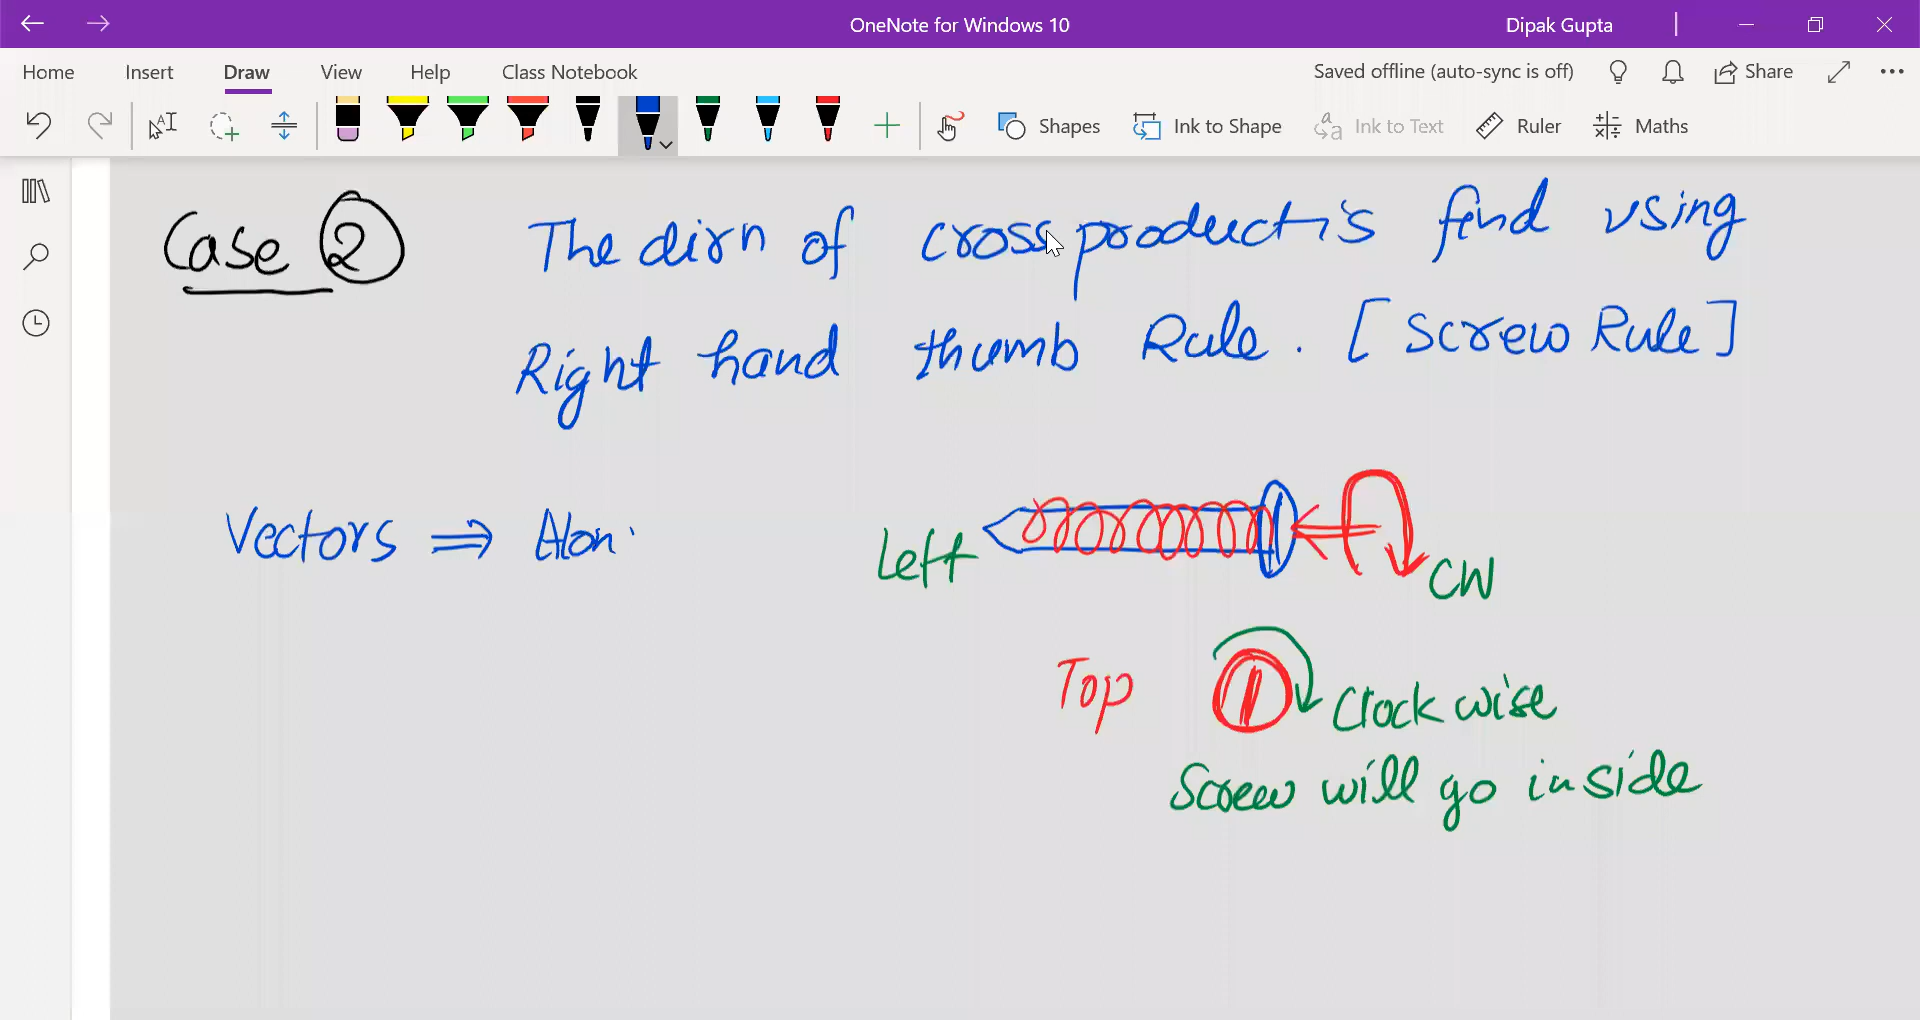 OneNote for Windows 10
Dipak Gupta
Home Insert Draw View Help Class Notebook
Saved offline (auto-sync is off) Share
Shapes Ink to Shape Ink to Text Ruler Maths
Case 2 The dirn of cross product is find using
Right hand thumb Rule. [Screw Rule]
Vectors ⇒ Alon
Left
CW
Top
Clockwise
Screw will go inside